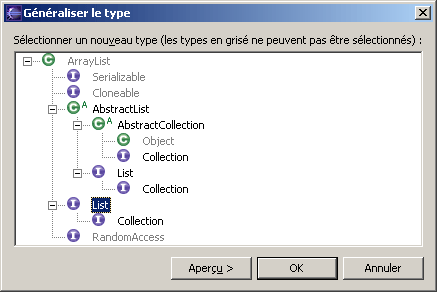 Généraliser le type
Sélectionner un nouveau type (les types en grisé ne peuvent pas être sélectionnés) :
C ArrayList
I Serializable
I Cloneable
C A AbstractList
C A AbstractCollection
C Object
I Collection
I List
I Collection
I List
I Collection
I RandomAccess
Aperçu > OK Annuler